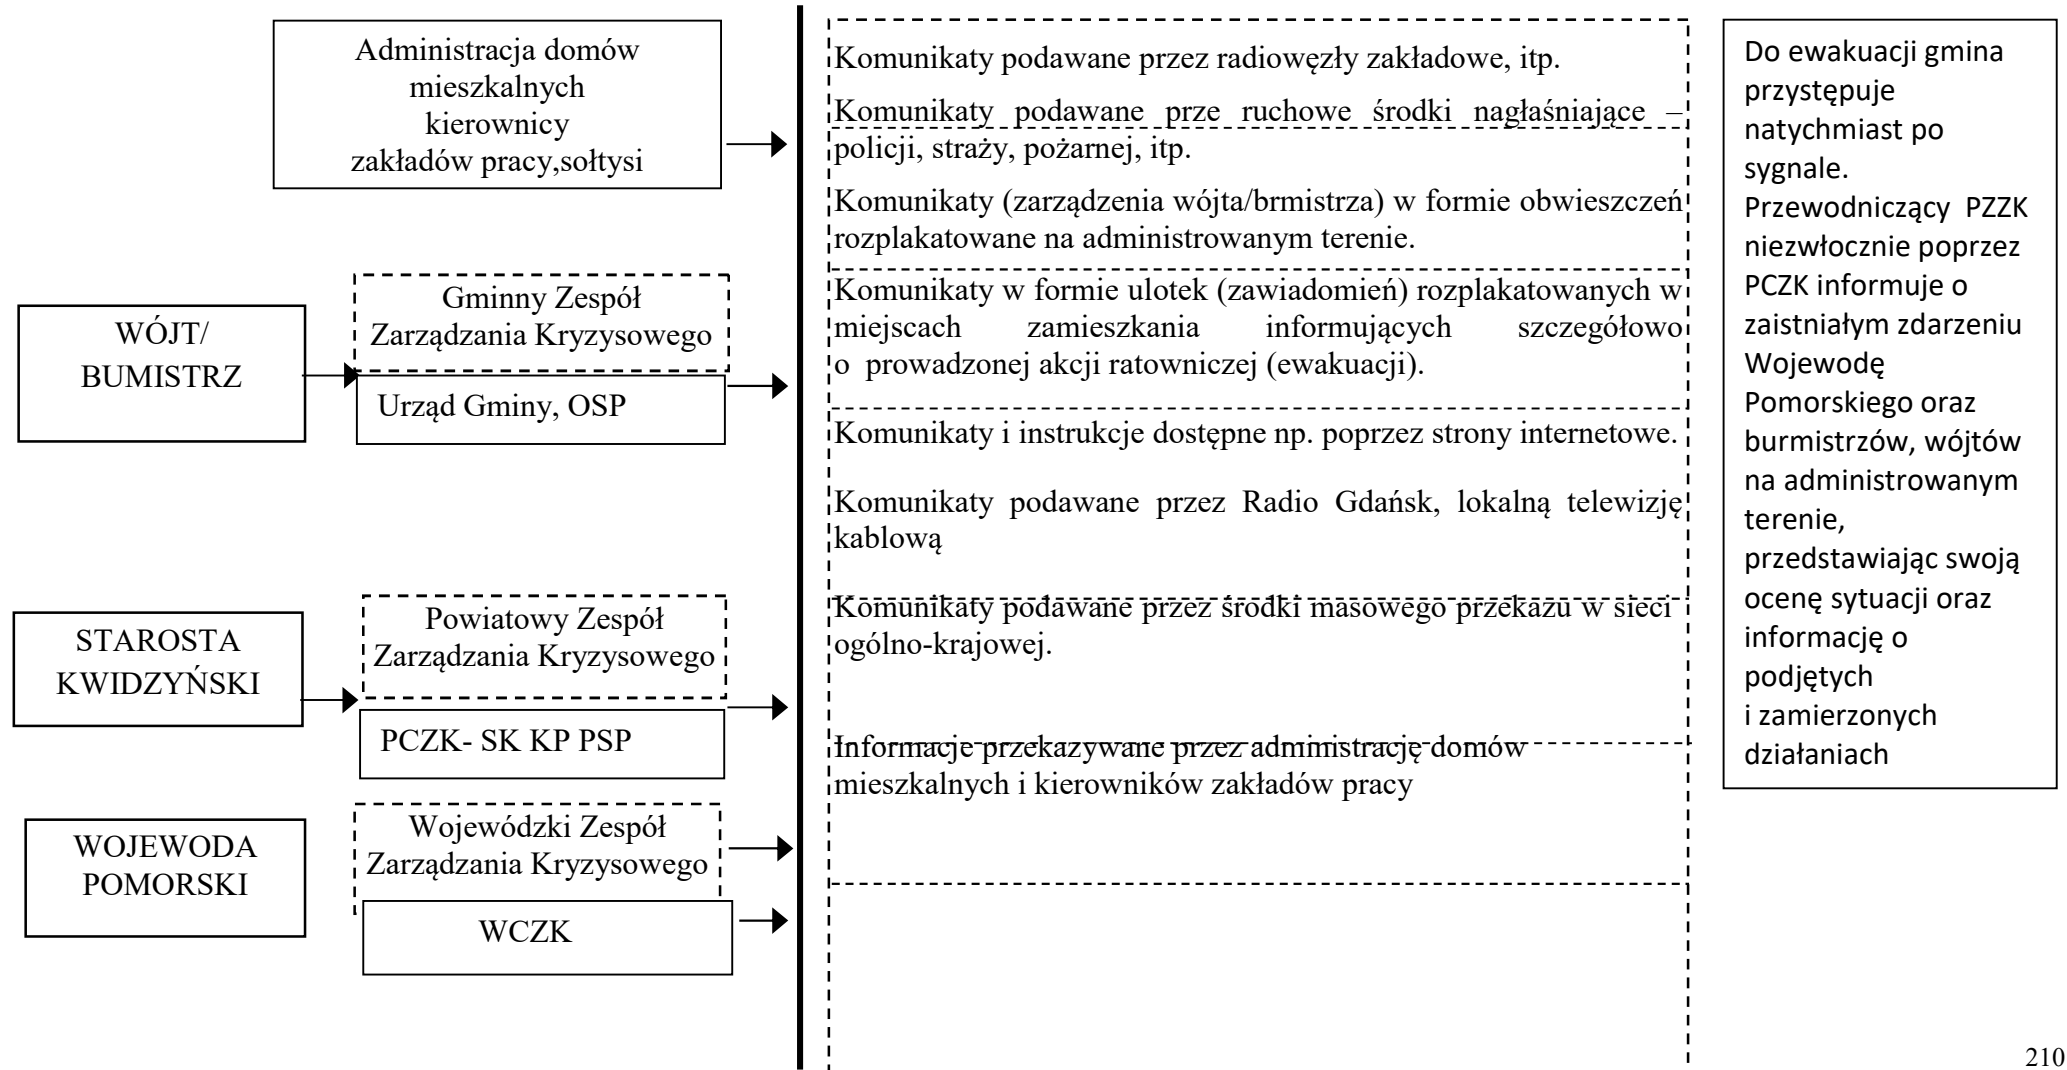 Administracja domów
mieszkalnych
kierownicy
zakładów pracy,sołtysi
WÓJT/
BUMISTRZ
Gminny Zespół
Zarządzania Kryzysowego
Urząd Gminy, OSP
STAROSTA
KWIDZYŃSKI
Powiatowy Zespół
Zarządzania Kryzysowego
PCZK- SK KP PSP
WOJEWODA
POMORSKI
Wojewódzki Zespół
Zarządzania Kryzysowego
WCZK
Komunikaty podawane przez radiowęzły zakładowe, itp.
Komunikaty podawane prze ruchowe środki nagłaśniające –
policji, straży, pożarnej, itp.
Komunikaty (zarządzenia wójta/brmistrza) w formie obwieszczeń
rozplakatowane na administrowanym terenie.
Komunikaty w formie ulotek (zawiadomień) rozplakatowanych w
miejscach zamieszkania informujących szczegółowo
o prowadzonej akcji ratowniczej (ewakuacji).
Komunikaty i instrukcje dostępne np. poprzez strony internetowe.
Komunikaty podawane przez Radio Gdańsk, lokalną telewizję
kablową
Komunikaty podawane przez środki masowego przekazu w sieci
ogólno-krajowej.
Informacje przekazywane przez administrację domów
mieszkalnych i kierowników zakładów pracy
Do ewakuacji gmina
przystępuje
natychmiast po
sygnale.
Przewodniczący PZZK
niezwłocznie poprzez
PCZK informuje o
zaistniałym zdarzeniu
Wojewodę
Pomorskiego oraz
burmistrzów, wójtów
na administrowanym
terenie,
przedstawiając swoją
ocenę sytuacji oraz
informację o
podjętych
i zamierzonych
działaniach
210